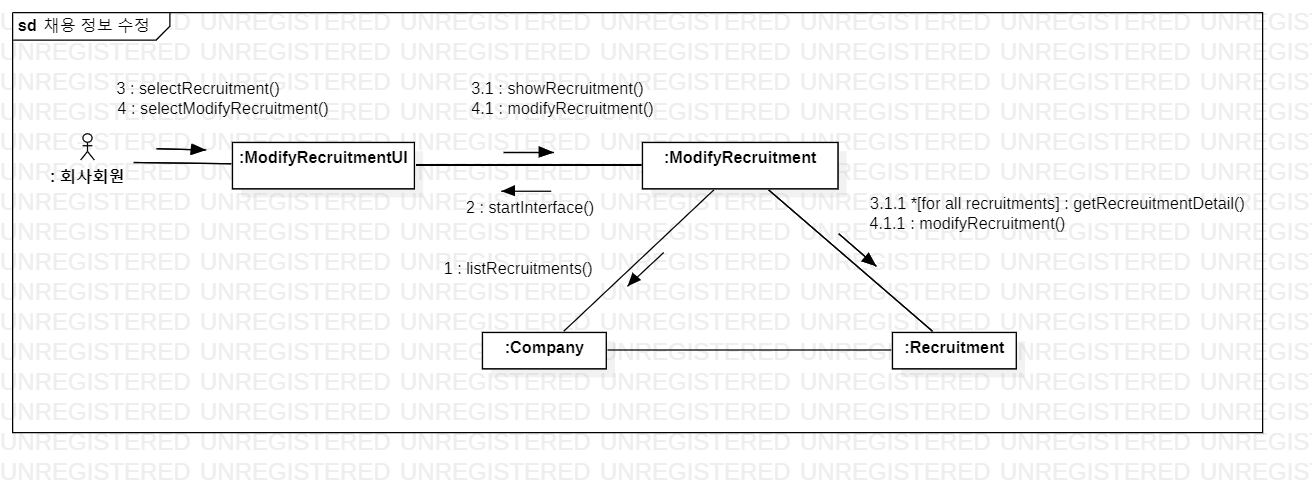 sd 채용 정보 수정
3 : selectRecruitment()
4 : selectModifyRecruitment()
3.1 : showRecruitment()
4.1 : modifyRecruitment()
: 회사회원
:ModifyRecruitmentUI
:ModifyRecruitment
2 : startInterface()
3.1.1 *[for all recruitments] : getRecreuitmentDetail()
4.1.1 : modifyRecruitment()
1 : listRecruitments()
:Company
:Recruitment
UNREGISTERED